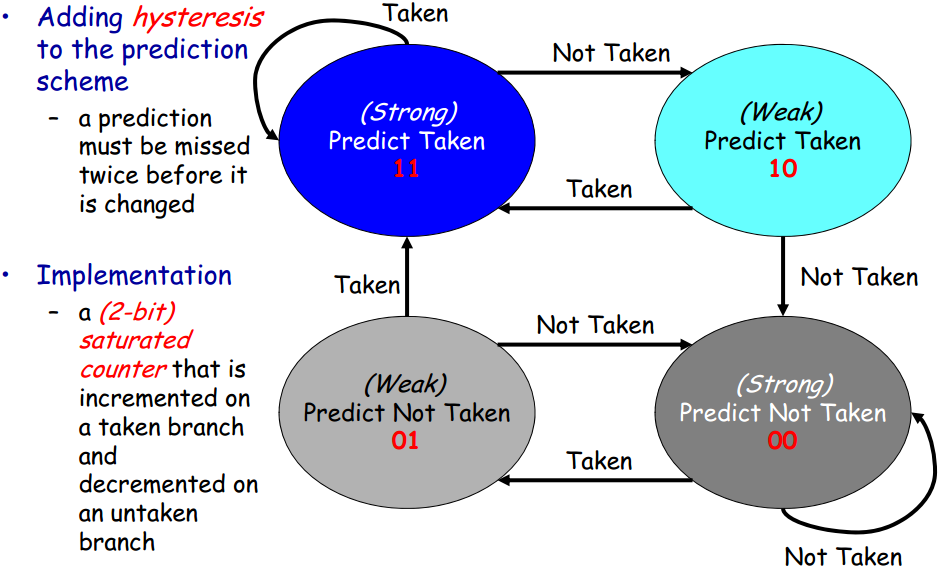 • Adding hysteresis
to the prediction
scheme
– a prediction
must be missed
twice before it
is changed
• Implementation
– a (2-bit)
saturated
counter that is
incremented on
a taken branch
and
decremented on
an untaken
branch
Taken
Not Taken
(Strong)
Predict Taken
11
(Weak)
Predict Taken
10
Taken
Taken
Not Taken
Not Taken
(Weak)
Predict Not Taken
01
(Strong)
Predict Not Taken
00
Taken
Not Taken